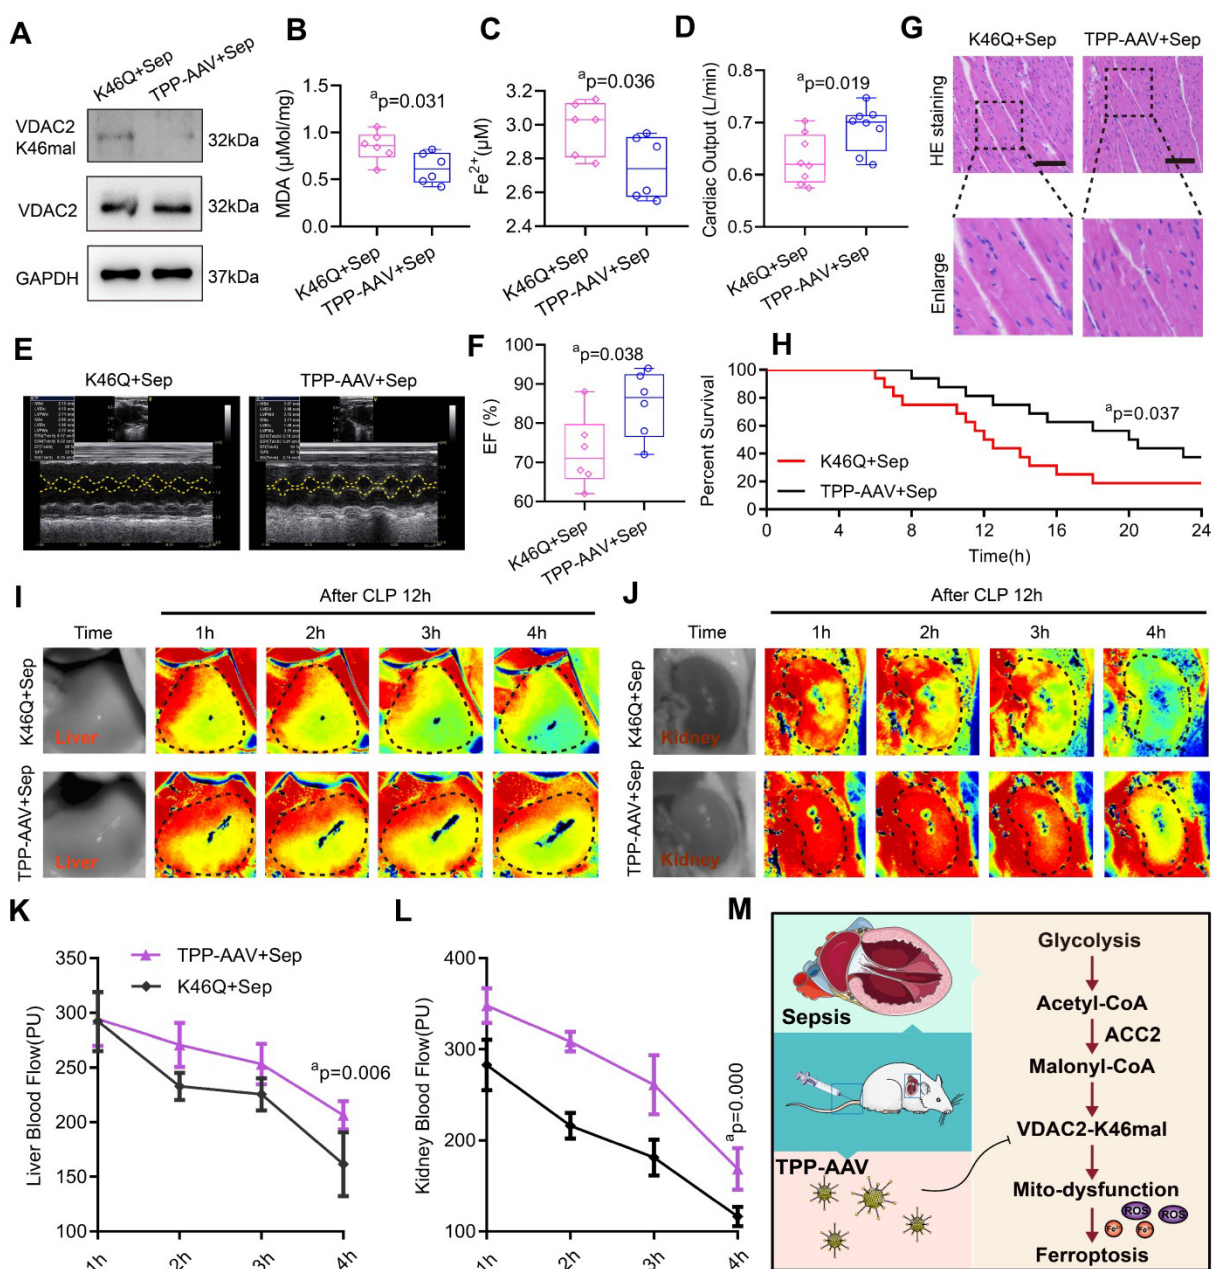 A
K46Q+Sep
TPP-AAV+Sep
VDAC2
K46mal
32kDa
VDAC2
32kDa
GAPDH
37kDa
B
MDA (µMol/mg)
1.5
1.0
0.5
0.0
ap=0.031
K46Q+Sep
TPP-AAV+Sep
C
Fe2+(µM)
3.2
3.0
2.8
2.6
2.4
ap=0.036
K46Q+Sep
TPP-AAV+Sep
D
Cardiac Output (L/min)
0.8
0.7
0.6
0.5
ap=0.019
K46Q+Sep
TPP-AAV+Sep
G
K46Q+Sep
TPP-AAV+Sep
HE staining
Enlarge
E
K46Q+Sep
TPP-AAV+Sep
F
EF (%)
100
90
80
70
60
ap=0.038
K46Q+Sep
TPP-AAV+Sep
H
Percent Survival
100
80
60
40
20
0
ap=0.037
K46Q+Sep
TPP-AAV+Sep
0
4
8
12
16
20
24
Time(h)
I
After CLP 12h
Time
1h
2h
3h
4h
K46Q+Sep
Liver
TPP-AAV+Sep
Liver
J
After CLP 12h
Time
1h
2h
3h
4h
K46Q+Sep
Kidney
TPP-AAV+Sep
Kidney
K
Liver Blood Flow(PU)
350
300
250
200
150
100
TPP-AAV+Sep
K46Q+Sep
ap=0.006
1h
2h
3h
4h
L
Kidney Blood Flow(PU)
400
300
200
100
ap=0.000
1h
2h
3h
4h
M
Sepsis
TPP-AAV
Glycolysis
Acetyl-CoA
ACC2
Malonyl-CoA
VDAC2-K46mal
Mito-dysfunction
ROS
ROS
Fe2+
Fe2+
Ferroptosis